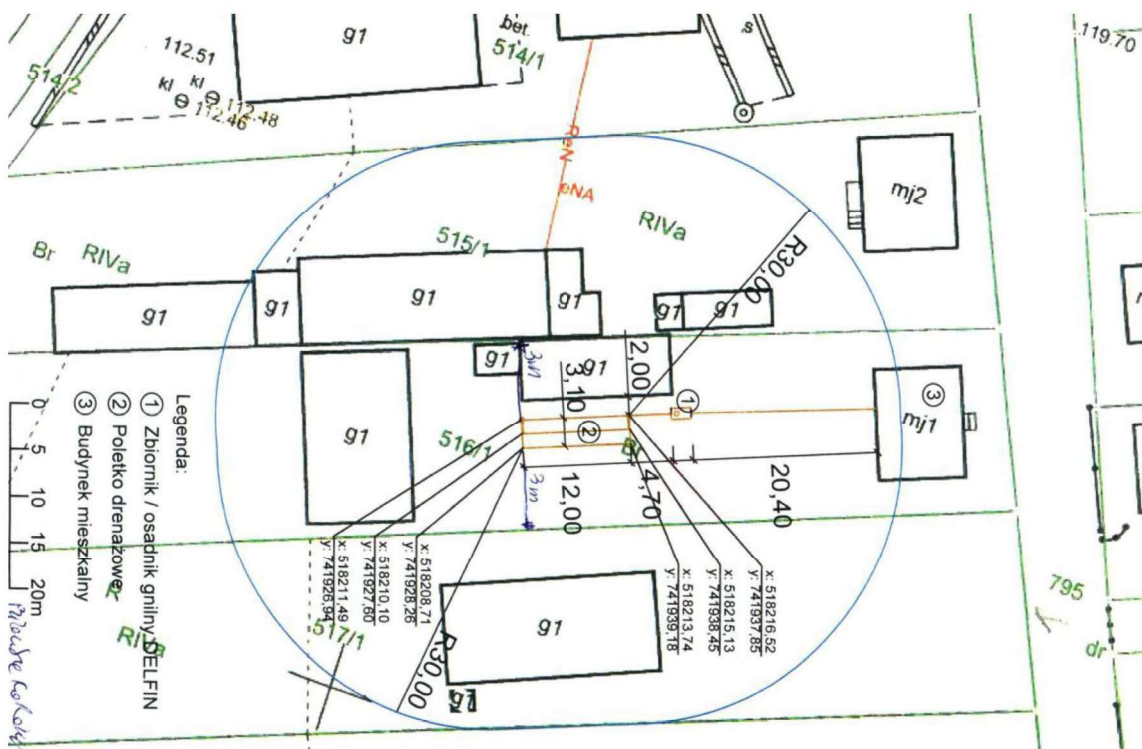 g1
bet.
514/1
s
119.70
112.51
514/2
kl
kl
112.48
112.46
ReN
eNA
mj2
Br
RIVa
515/1
RIVa
R30,00
g1
g1
g1
g1
g1
g1
g1
g1
3m
2,00
3,10
①
③
mj1
②
g1
516/1
Br
3m
12,00
4,70
20,40
Legenda:
① Zbiornik / osadnik gnilny DELFIN
② Poletko drenażowe
③ Budynek mieszkalny
0
5
10
15
20m
x: 518211,49
y: 741926,94
x: 518210,10
y: 741927,60
x: 518208,71
y: 741928,26
x: 518216,52
y: 741937,85
x: 518215,13
y: 741938,45
x: 518213,74
y: 741939,18
R
RIVa
517/1
g1
R30,00
g1
795
dr